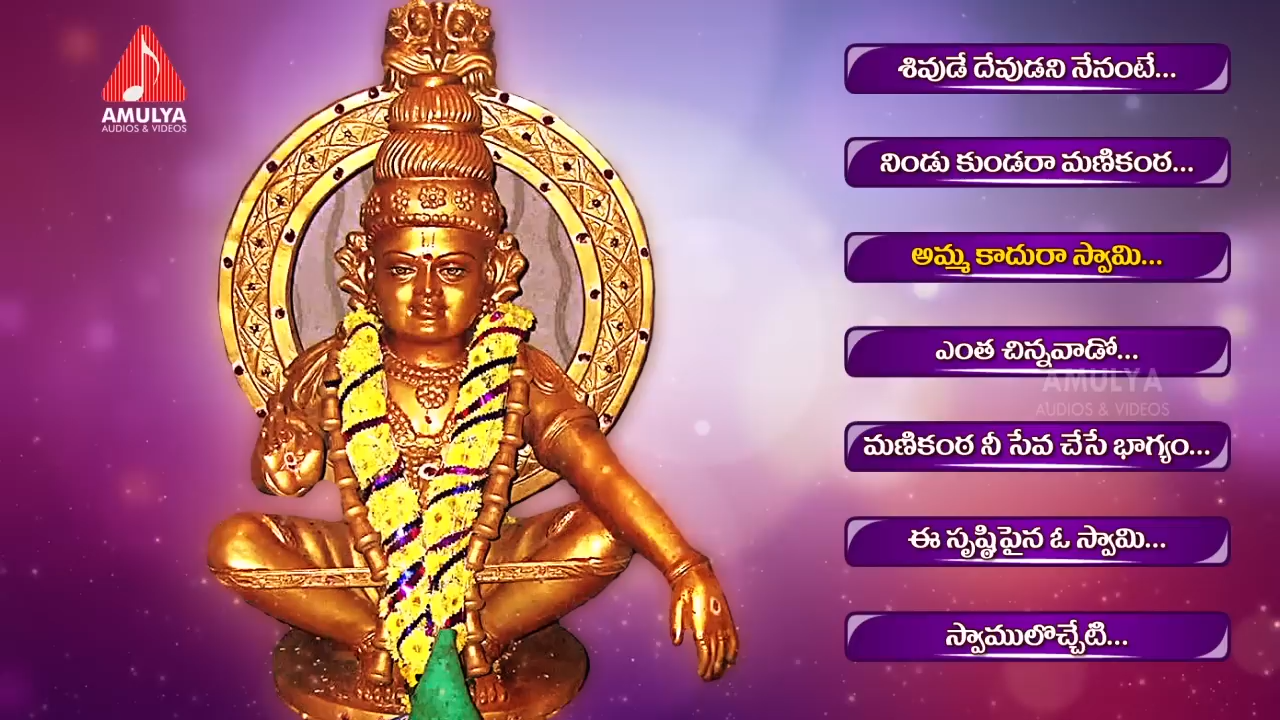 AMULYA
AUDIOS & VIDEOS
శివుడే దేవుడని నేనంటే...
నిండు కుండరా మణికంఠ...
అమ్మ కాదురా స్వామి...
ఎంత చిన్నవాడో...
AMULYA
AUDIOS & VIDEOS
మణికంఠ నీ సేవ చేసే భాగ్యం...
ఈ సృష్ఠిపైన ఓ స్వామి...
స్వాములొచ్చేటి...